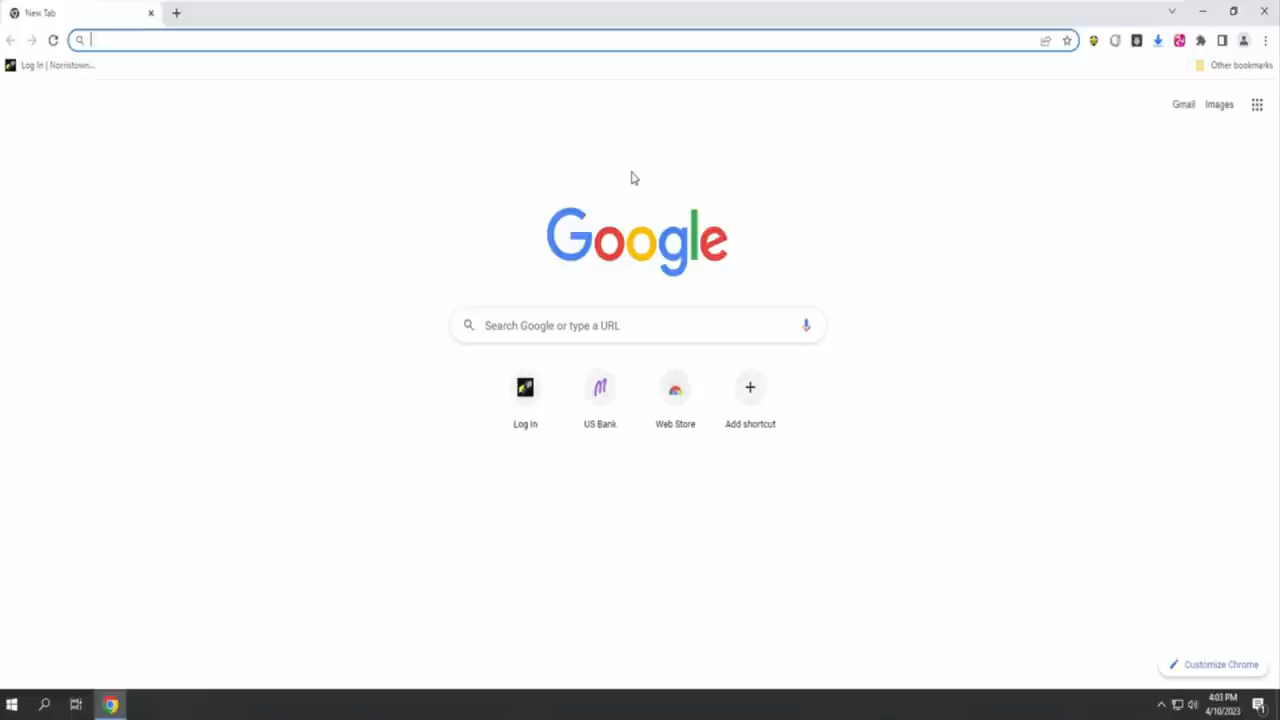 New Tab
Log In | Norristown...
Other bookmarks
Gmail Images
Google
Search Google or type a URL
Log In US Bank Web Store Add shortcut
Customize Chrome
4:03 PM
4/10/2023